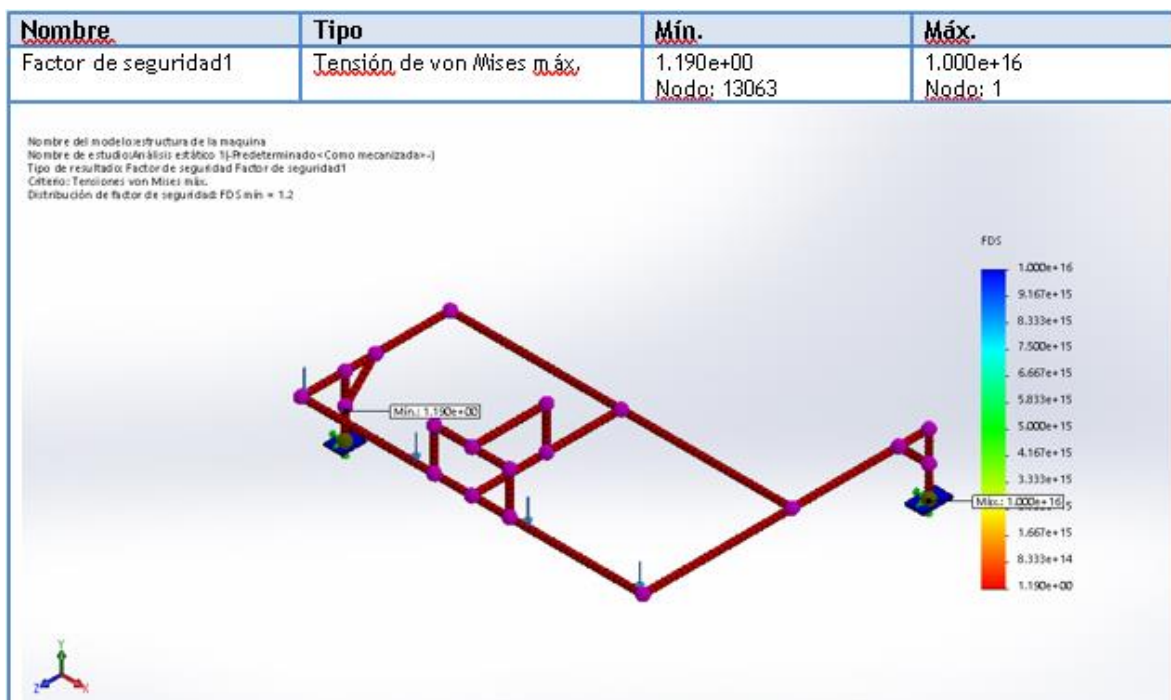 Nombre Tipo Mín. Máx.
Factor de seguridad1 Tensión de von Mises máx. 1.190e+00 1.000e+16
Nodo: 13063 Nodo: 1
Nombre del modelo:estructura de la maquina
Nombre de estudio:Análisis estático 1(-Predeterminado<Como mecanizada>-)
Tipo de resultado: Factor de seguridad Factor de seguridad1
Criterio: Tensiones von Mises máx.
Distribución de factor de seguridad: FDS mín = 1.2
FDS
1.000e+16
9.167e+15
8.333e+15
7.500e+15
6.667e+15
5.833e+15
5.000e+15
4.167e+15
3.333e+15
1.667e+15
8.333e+14
1.190e+00
Mín.: 1.190e+00
Máx.: 1.000e+16
Y
Z
X